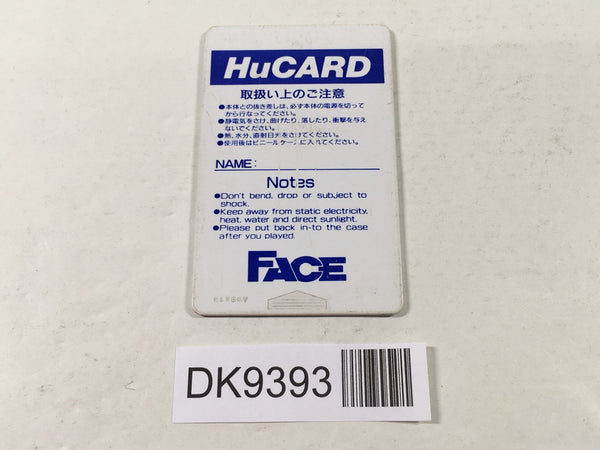 HuCARD
取扱い上のご注意
●本体との抜き差しは、必ず本体の電源を切って
から行なってください。
●静電気をさけ、曲げたり、落したり、衝撃を与え
ないでください。
●熱、水分、直射日光をさけてください。
●使用後はビニールケースに入れてください。
NAME:
Notes
●Don't bend, drop or subject to
shock.
●Keep away from static electricity,
heat, water and direct sunlight.
●Please put back in-to the case
after you played.
FACE
DK9393